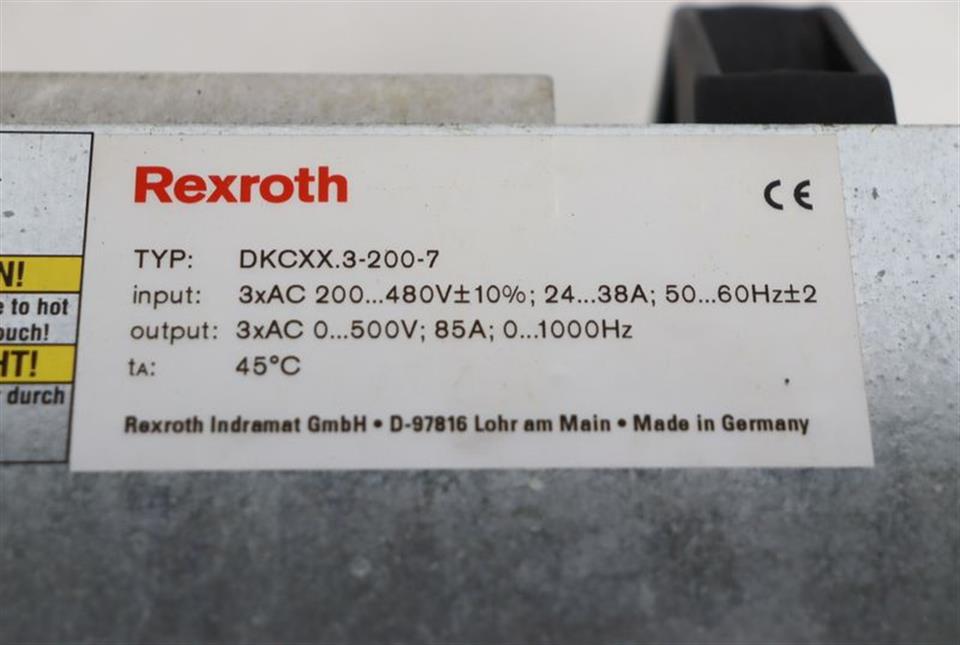 Rexroth
CE
TYP: DKCXX.3-200-7
input: 3xAC 200...480V±10%; 24...38A; 50...60Hz±2
output: 3xAC 0...500V; 85A; 0...1000Hz
tA: 45°C
Rexroth Indramat GmbH • D-97816 Lohr am Main • Made in Germany
N!
e to hot
ouch!
HT!
durch